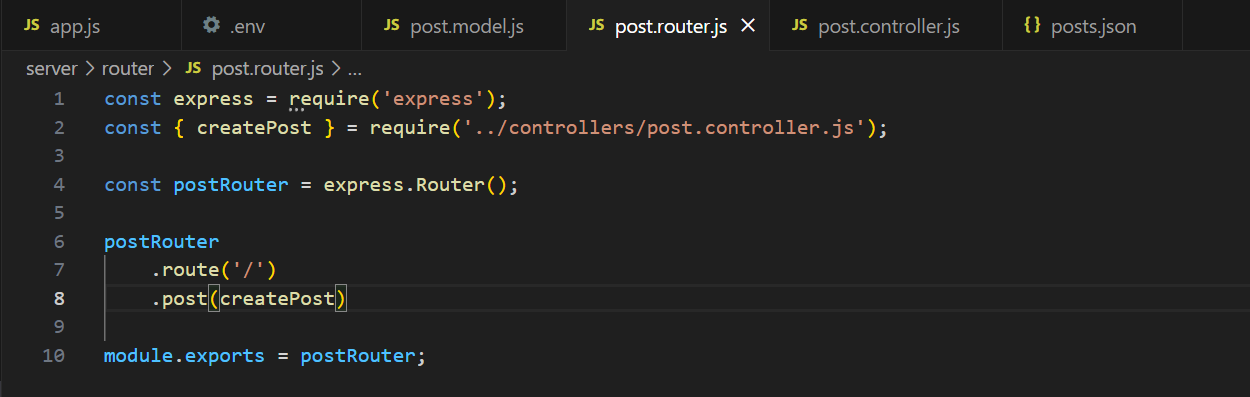 JS app.js .env JS post.model.js JS post.router.js × JS post.controller.js {} posts.json
server > router > JS post.router.js > ...
1 const express = require('express');
2 const { createPost } = require('../controllers/post.controller.js');
3
4 const postRouter = express.Router();
5
6 postRouter
7 .route('/')
8 .post(createPost)
9
10 module.exports = postRouter;